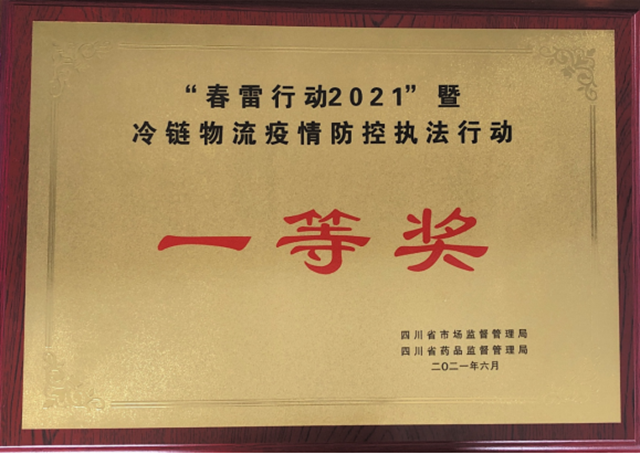 “春雷行动2021”暨
冷链物流疫情防控执法行动
一等奖
四川省市场监督管理局
四川省药品监督管理局
二〇二一年六月